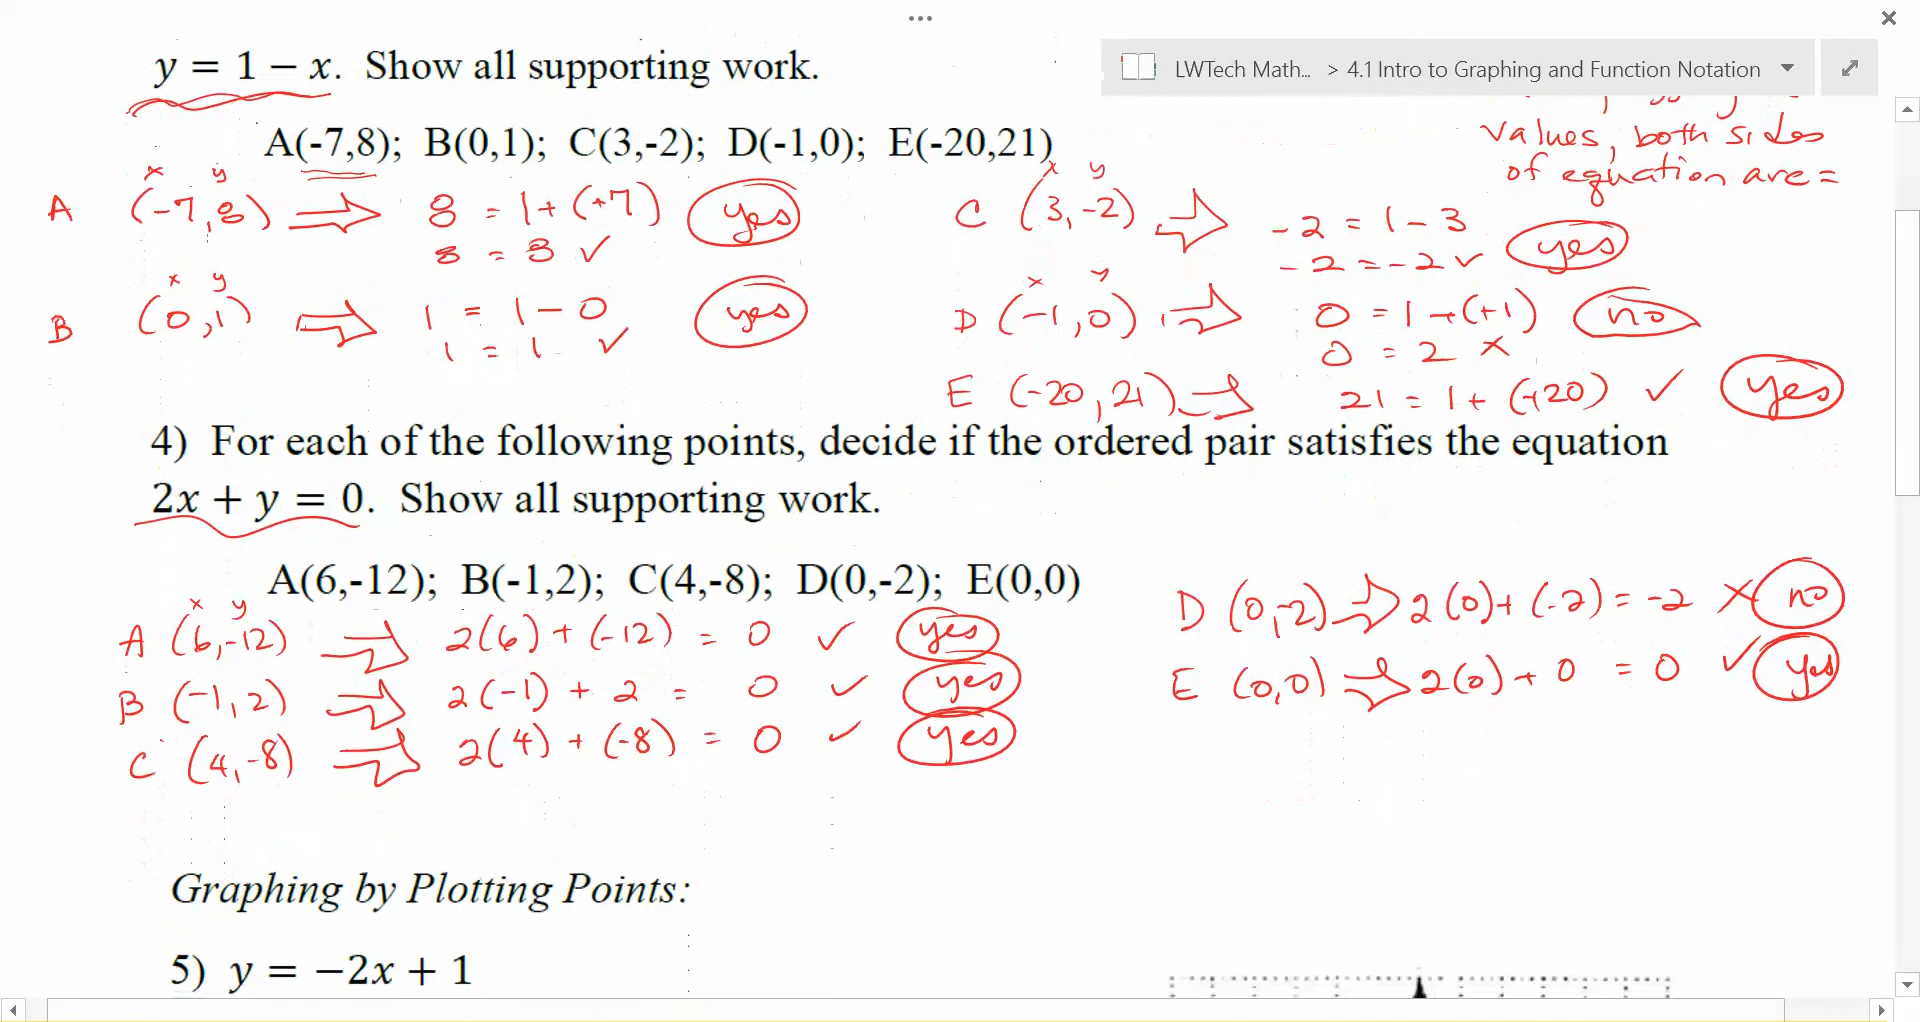 y = 1 − x. Show all supporting work.
LWTech Math... > 4.1 Intro to Graphing and Function Notation
values, both sides
of equation are =
A(-7,8); B(0,1); C(3,-2); D(-1,0); E(-20,21)
x y
A (-7,8) ⇒ 8 = 1+(+7) yes
8 = 8 ✓
x y
B (0,1) ⇒ 1 = 1-0 yes
1 = 1 ✓
x y
C (3,-2) ⇒ -2 = 1-3 yes
-2 = -2 ✓
x y
D (-1,0) ⇒ 0 = 1+(+1) no
0 = 2 ×
E (-20,21) ⇒ 21 = 1+(+20) ✓ yes
4) For each of the following points, decide if the ordered pair satisfies the equation
2x + y = 0. Show all supporting work.
A(6,-12); B(-1,2); C(4,-8); D(0,-2); E(0,0)
x y
A (6,-12) ⇒ 2(6)+(-12) = 0 ✓ yes
B (-1,2) ⇒ 2(-1)+2 = 0 ✓ yes
C (4,-8) ⇒ 2(4)+(-8) = 0 ✓ yes
D (0,-2) ⇒ 2(0)+(-2) = -2 × no
E (0,0) ⇒ 2(0)+0 = 0 ✓ yes
Graphing by Plotting Points:
5) y = −2x + 1